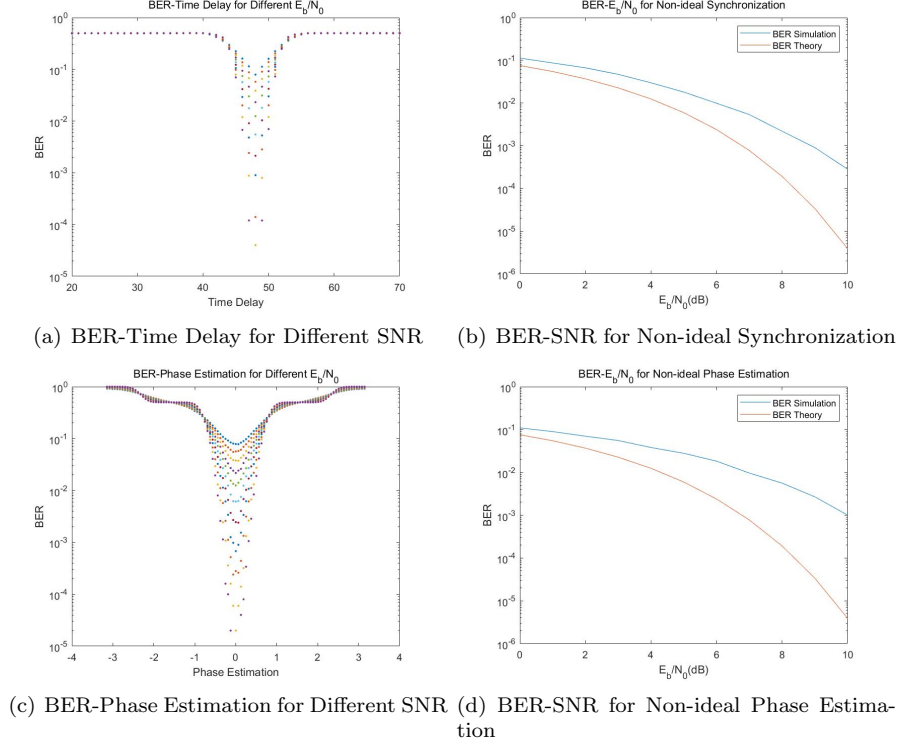 BER-Time Delay for Different E_b/N_0
10^0
10^-1
10^-2
10^-3
10^-4
10^-5
BER
20 30 40 50 60 70
Time Delay
(a) BER-Time Delay for Different SNR
BER-E_b/N_0 for Non-ideal Synchronization
BER Simulation
BER Theory
10^0
10^-1
10^-2
10^-3
10^-4
10^-5
10^-6
BER
0 2 4 6 8 10
E_b/N_0(dB)
(b) BER-SNR for Non-ideal Synchronization
BER-Phase Estimation for Different E_b/N_0
10^0
10^-1
10^-2
10^-3
10^-4
10^-5
BER
-4 -3 -2 -1 0 1 2 3 4
Phase Estimation
(c) BER-Phase Estimation for Different SNR
BER-E_b/N_0 for Non-ideal Phase Estimation
BER Simulation
BER Theory
10^0
10^-1
10^-2
10^-3
10^-4
10^-5
10^-6
BER
0 2 4 6 8 10
E_b/N_0(dB)
(d) BER-SNR for Non-ideal Phase Estima-
tion